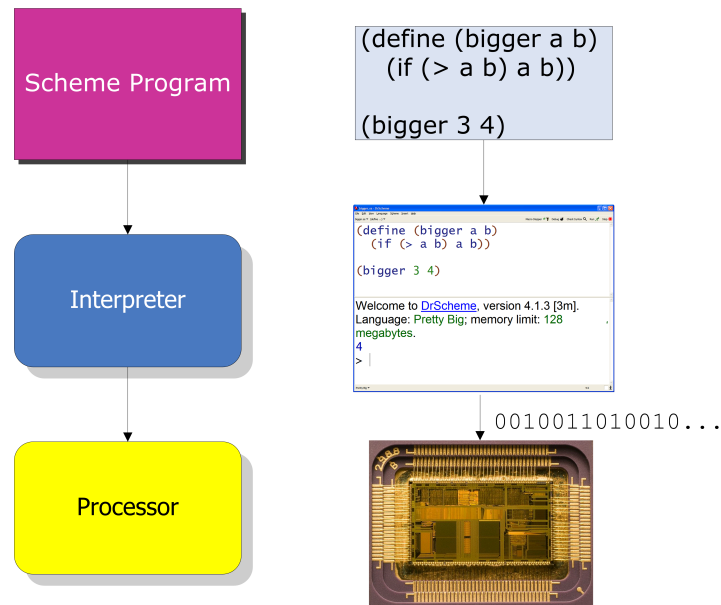 Scheme Program
(define (bigger a b)
(if (> a b) a b))
(bigger 3 4)
Interpreter
(define (bigger a b)
(if (> a b) a b))
(bigger 3 4)
Welcome to DrScheme, version 4.1.3 [3m].
Language: Pretty Big; memory limit: 128
megabytes.
4
>
0010011010010...
Processor